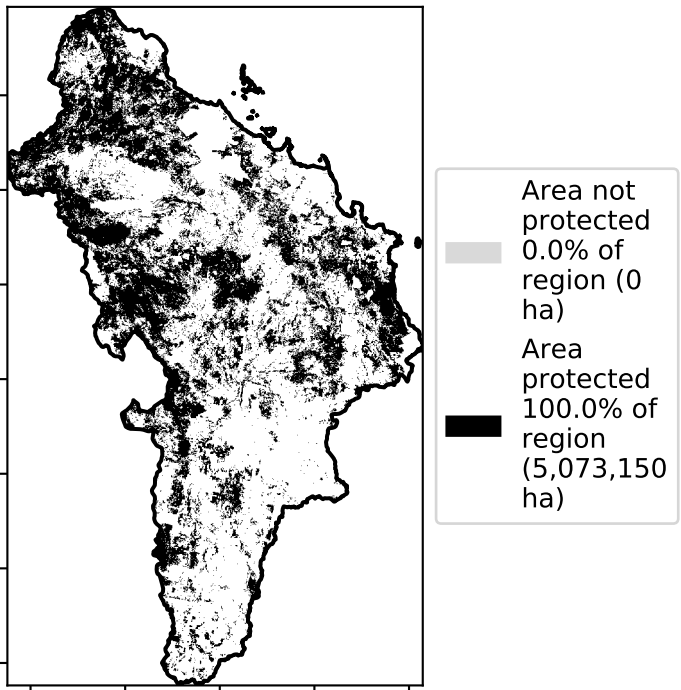 Area not
protected
0.0% of
region (0
ha)
Area
protected
100.0% of
region
(5,073,150
ha)